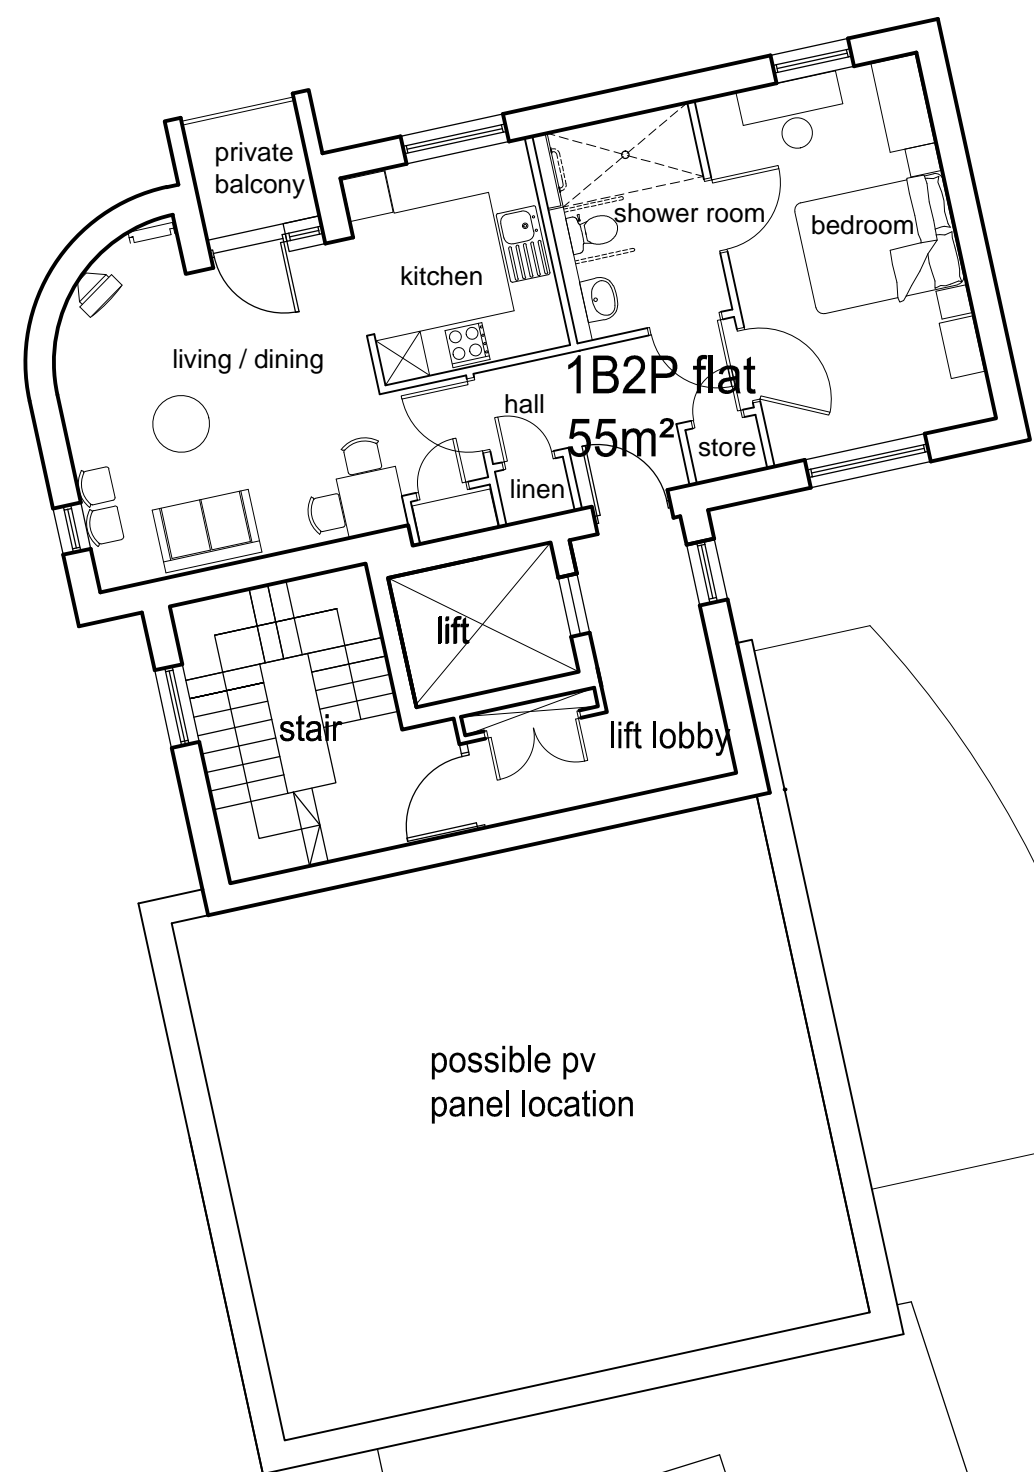 private
balcony
shower room
bedroom
kitchen
living / dining
1B2P flat
hall
55m²
store
linen
lift
stair
lift lobby
possible pv
panel location